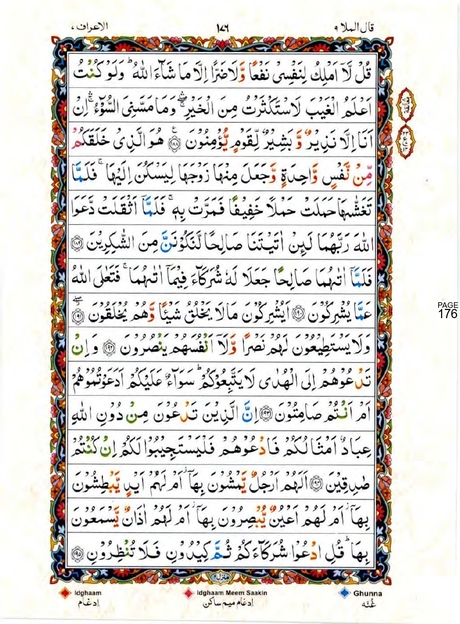 الاعراف ٧
١٧٦
قال الملا ٩
قُلْ لَّآ اَمْلِكُ لِنَفْسِیْ نَفْعًا وَّلَا ضَرًّا اِلَّا مَا شَآءَ اللّٰهُ ؕ وَلَوْ كُنْتُ
اَعْلَمُ الْغَیْبَ لَاسْتَكْثَرْتُ مِنَ الْخَیْرِ ۛۖۚ وَمَا مَسَّنِیَ السُّوْٓءُ ۛۚ اِنْ
اَنَا اِلَّا نَذِیْرٌ وَّ بَشِیْرٌ لِّقَوْمٍ یُّؤْمِنُوْنَ ﴿۱۸۸﴾ هُوَ الَّذِیْ خَلَقَكُمْ
مِّنْ نَّفْسٍ وَّاحِدَةٍ وَّجَعَلَ مِنْهَا زَوْجَهَا لِیَسْكُنَ اِلَیْهَا ۚ فَلَمَّا
تَغَشّٰىهَا حَمَلَتْ حَمْلًا خَفِیْفًا فَمَرَّتْ بِهٖ ۚ فَلَمَّاۤ اَثْقَلَتْ دَّعَوَا
اللّٰهَ رَبَّهُمَا لَىِٕنْ اٰتَیْتَنَا صَالِحًا لَّنَكُوْنَنَّ مِنَ الشّٰكِرِیْنَ ﴿۱۸۹﴾
فَلَمَّاۤ اٰتٰىهُمَا صَالِحًا جَعَلَا لَهٗ شُرَكَآءَ فِیْمَاۤ اٰتٰىهُمَا ۚ فَتَعٰلَی اللّٰهُ
عَمَّا یُشْرِكُوْنَ ﴿۱۹۰﴾ اَیُشْرِكُوْنَ مَا لَا یَخْلُقُ شَیْـًٔا وَّهُمْ یُخْلَقُوْنَ ﴿۱۹۱﴾
وَلَا یَسْتَطِیْعُوْنَ لَهُمْ نَصْرًا وَّلَاۤ اَنْفُسَهُمْ یَنْصُرُوْنَ ﴿۱۹۲﴾ وَاِنْ
تَدْعُوْهُمْ اِلَی الْهُدٰی لَا یَتَّبِعُوْكُمْ ؕ سَوَآءٌ عَلَیْكُمْ اَدَعَوْتُمُوْهُمْ
اَمْ اَنْتُمْ صَامِتُوْنَ ﴿۱۹۳﴾ اِنَّ الَّذِیْنَ تَدْعُوْنَ مِنْ دُوْنِ اللّٰهِ
عِبَادٌ اَمْثَالُكُمْ فَادْعُوْهُمْ فَلْیَسْتَجِیْبُوْا لَكُمْ اِنْ كُنْتُمْ
صٰدِقِیْنَ ﴿۱۹۴﴾ اَلَهُمْ اَرْجُلٌ یَّمْشُوْنَ بِهَاۤ ؗ اَمْ لَهُمْ اَیْدٍ یَّبْطِشُوْنَ
بِهَاۤ ؗ اَمْ لَهُمْ اَعْیُنٌ یُّبْصِرُوْنَ بِهَاۤ ؗ اَمْ لَهُمْ اٰذَانٌ یَّسْمَعُوْنَ
بِهَا ؕ قُلِ ادْعُوْا شُرَكَآءَكُمْ ثُمَّ كِیْدُوْنِ فَلَا تُنْظِرُوْنِ ﴿۱۹۵﴾
PAGE
176
Idghaam
ادغام
Idghaam Meem Saakin
ادغام میم ساکن
Ghunna
غُنَّه